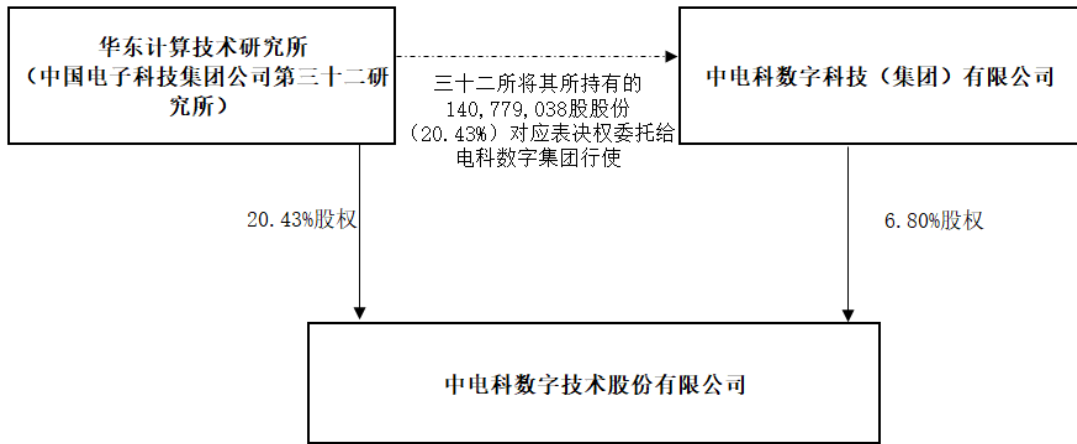 华东计算技术研究所
（中国电子科技集团公司第三十二研
究所）
三十二所将其所持有的
140,779,038股股份
（20.43%）对应表决权委托给
电科数字集团行使
中电科数字科技（集团）有限公司
20.43%股权
6.80%股权
中电科数字技术股份有限公司